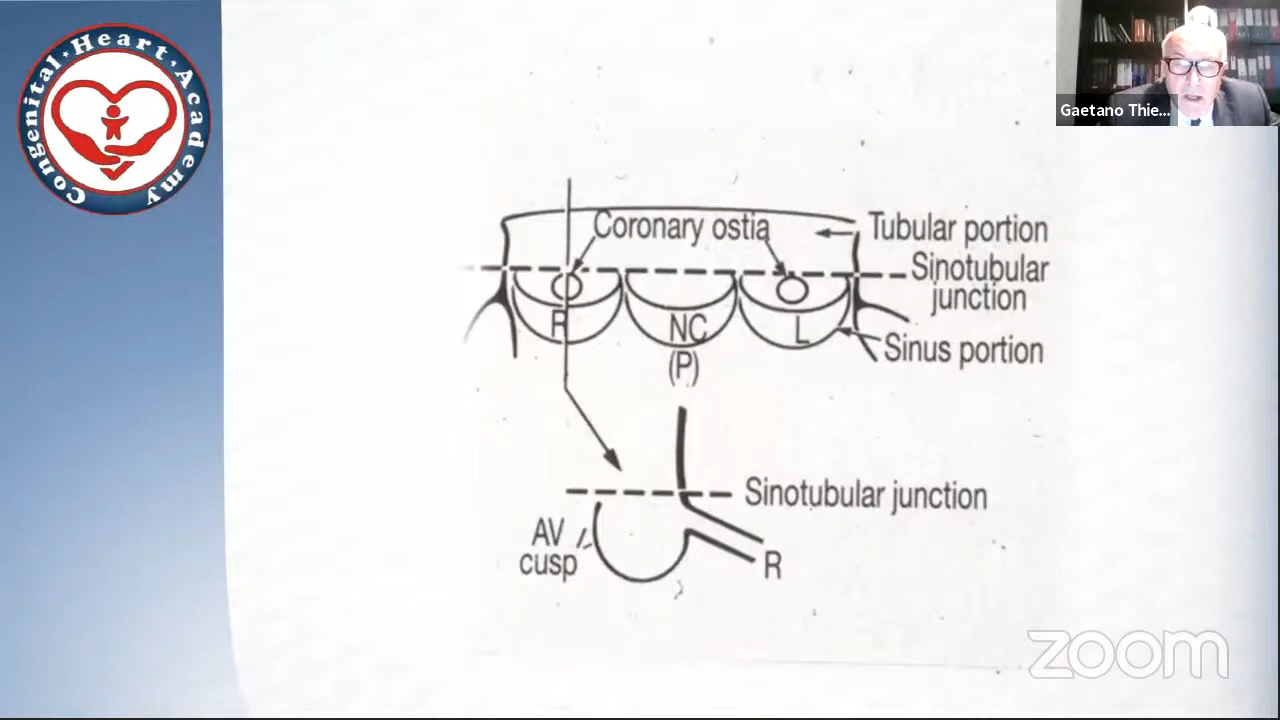 Congenital Heart Academy
Gaetano Thie...
Coronary ostia
Tubular portion
Sinotubular
junction
R
NC
(P)
L
Sinus portion
Sinotubular junction
AV
cusp
R
zoom